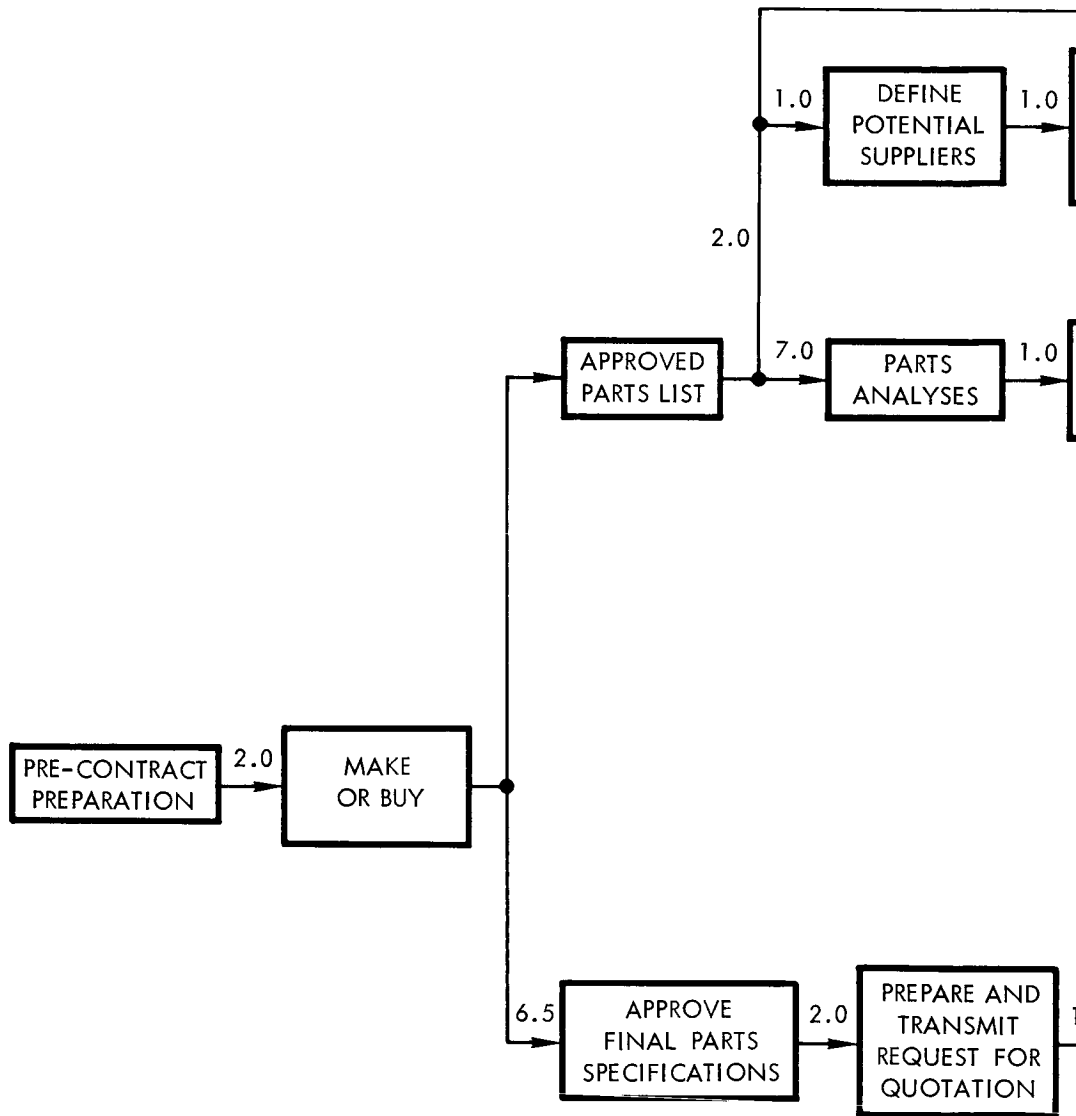 1.0
DEFINE
POTENTIAL
SUPPLIERS
1.0
2.0
APPROVED
PARTS LIST
7.0
PARTS
ANALYSES
1.0
PRE-CONTRACT
PREPARATION
2.0
MAKE
OR BUY
6.5
APPROVE
FINAL PARTS
SPECIFICATIONS
2.0
PREPARE AND
TRANSMIT
REQUEST FOR
QUOTATION